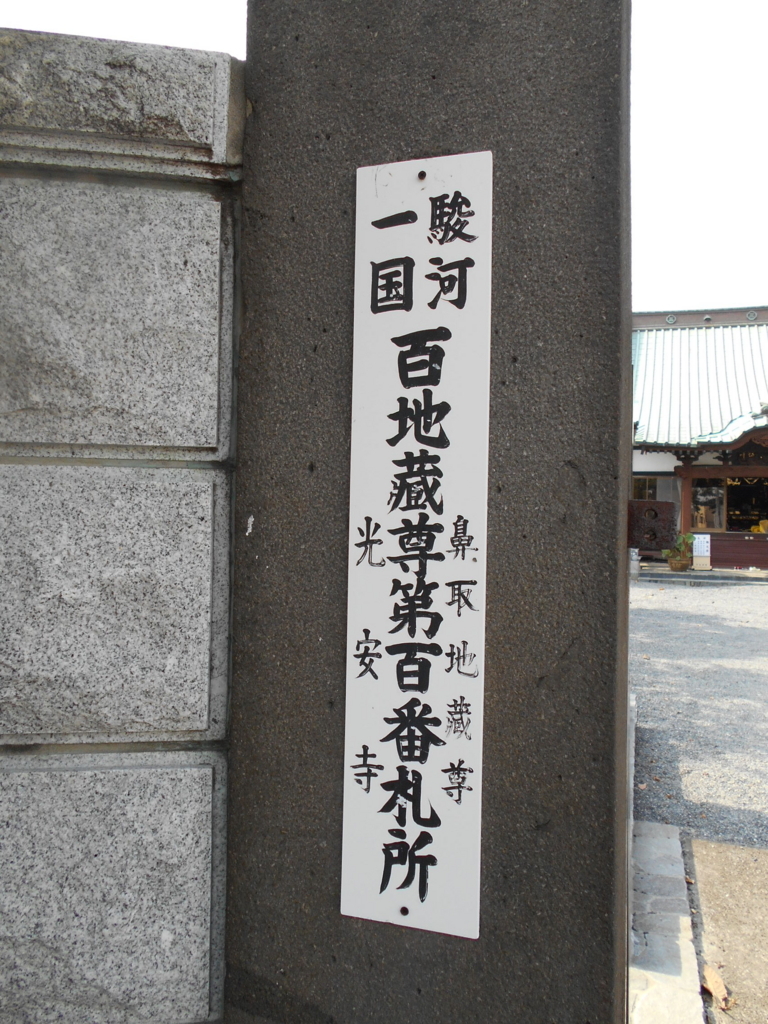 駿河
一国
百地蔵尊第百番札所
鼻取地蔵尊
光安寺